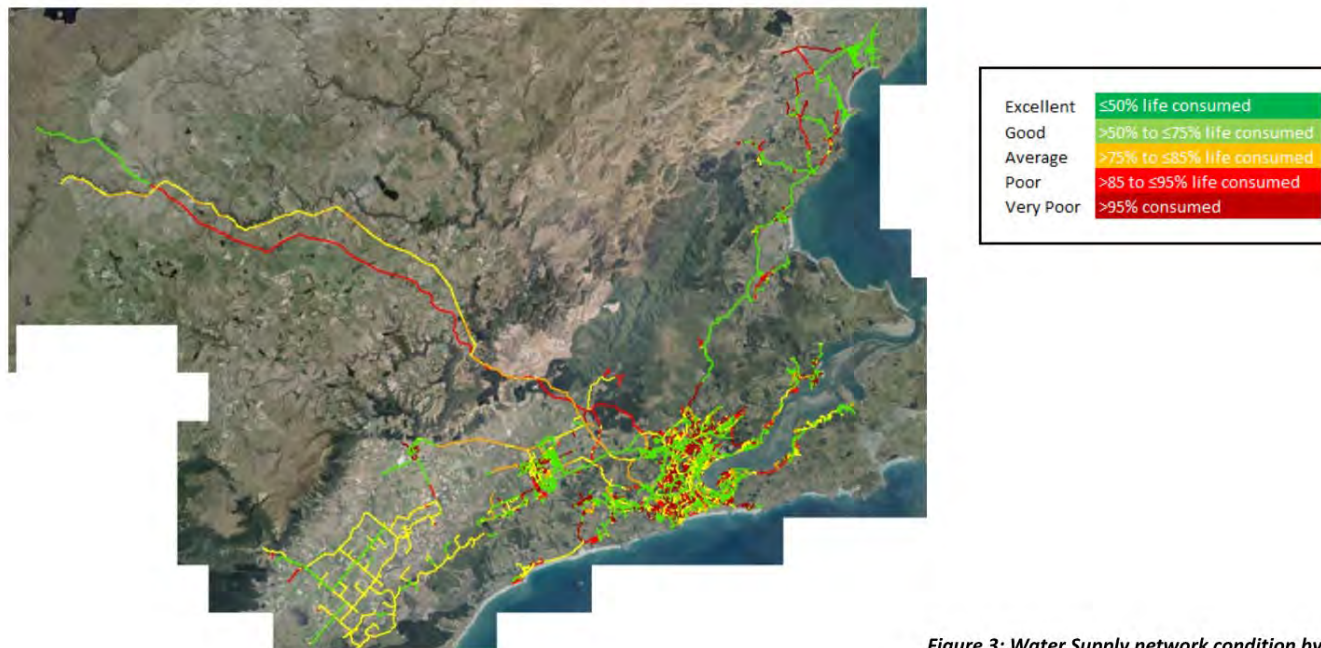 Excellent ≤50% life consumed
Good >50% to ≤75% life consumed
Average >75% to ≤85% life consumed
Poor >85 to ≤95% life consumed
Very Poor >95% consumed
Figure 3: Water Supply network condition by